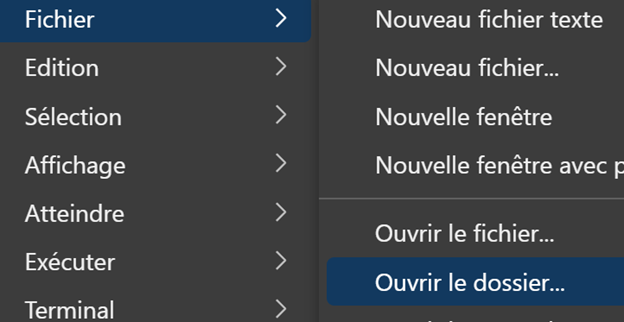 Fichier
Edition
Sélection
Affichage
Atteindre
Exécuter
Terminal
Nouveau fichier texte
Nouveau fichier...
Nouvelle fenêtre
Nouvelle fenêtre avec
Ouvrir le fichier...
Ouvrir le dossier...